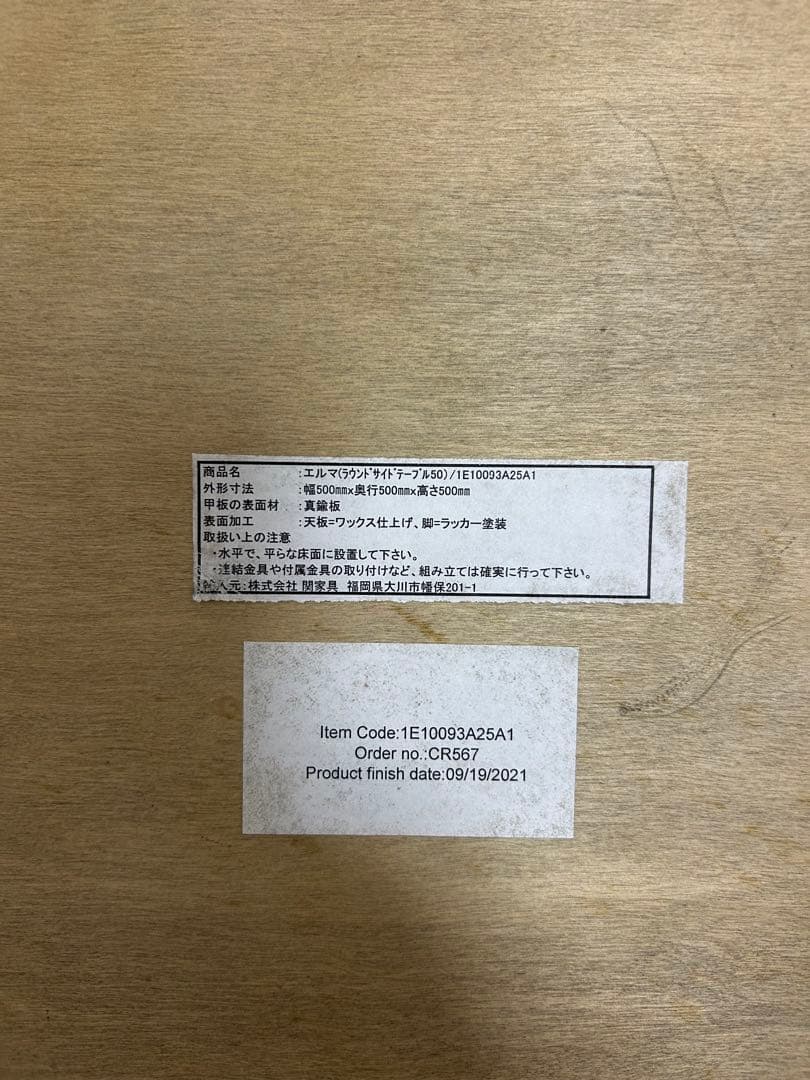 商品名　　　：エルマ(ﾗｳﾝﾄﾞｻｲﾄﾞﾃｰﾌﾞﾙ50)/1E10093A25A1
外形寸法　　：幅500㎜x奥行500㎜x高さ500㎜
甲板の表面材　：真鍮板
表面加工　　：天板=ワックス仕上げ、脚=ラッカー塗装
取扱い上の注意
・水平で、平らな床面に設置して下さい。
・連結金具や付属金具の取り付けなど、組み立ては確実に行って下さい。
輸入元：株式会社 関家具　福岡県大川市幡保201-1
Item Code:1E10093A25A1
Order no.:CR567
Product finish date:09/19/2021